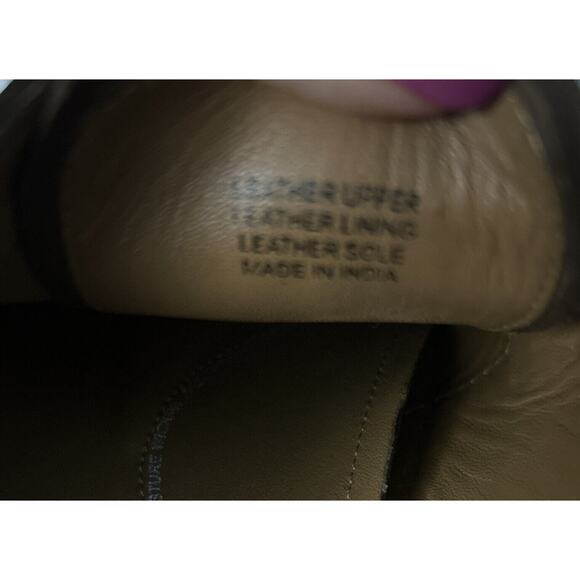 LEATHER UPPER
LEATHER LINING
LEATHER SOLE
MADE IN INDIA